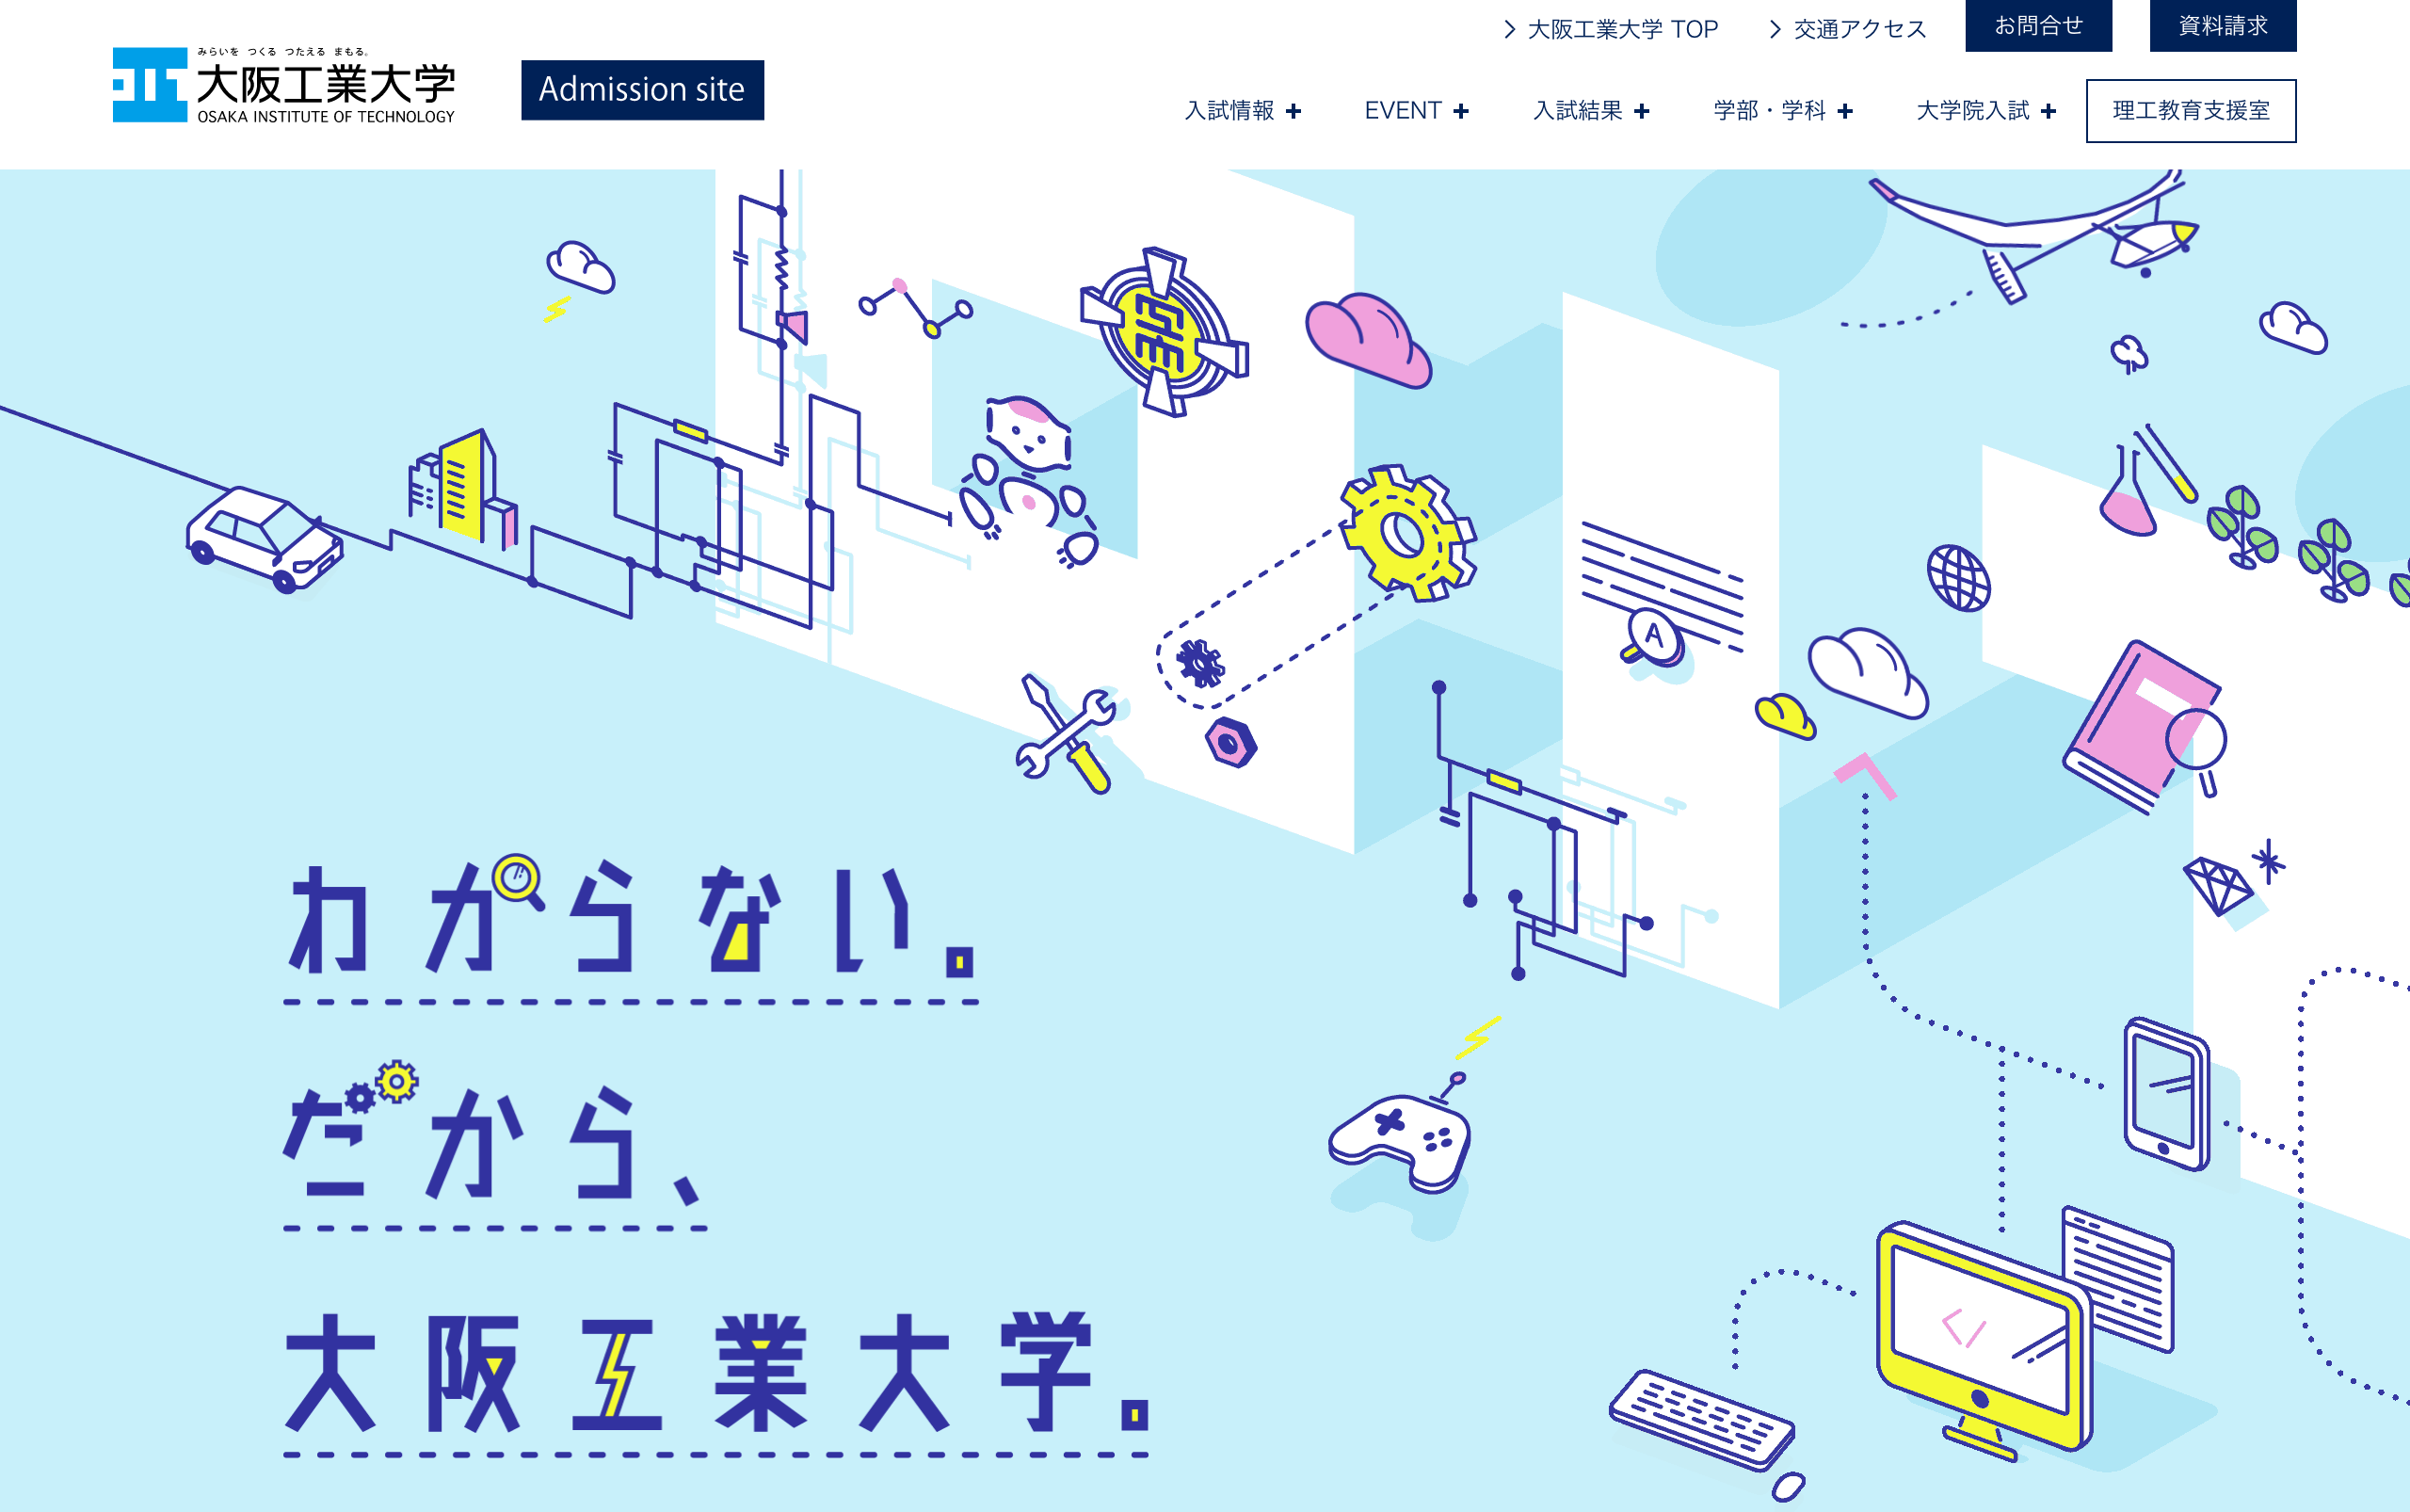 大阪工業大学 TOP
交通アクセス
お問合せ
資料請求
みらいを つくる つたえる まもる。
大阪工業大学
OSAKA INSTITUTE OF TECHNOLOGY
Admission site
入試情報
EVENT
入試結果
学部・学科
大学院入試
理工教育支援室
A
</>
わからない。
だから、
大阪工業大学。